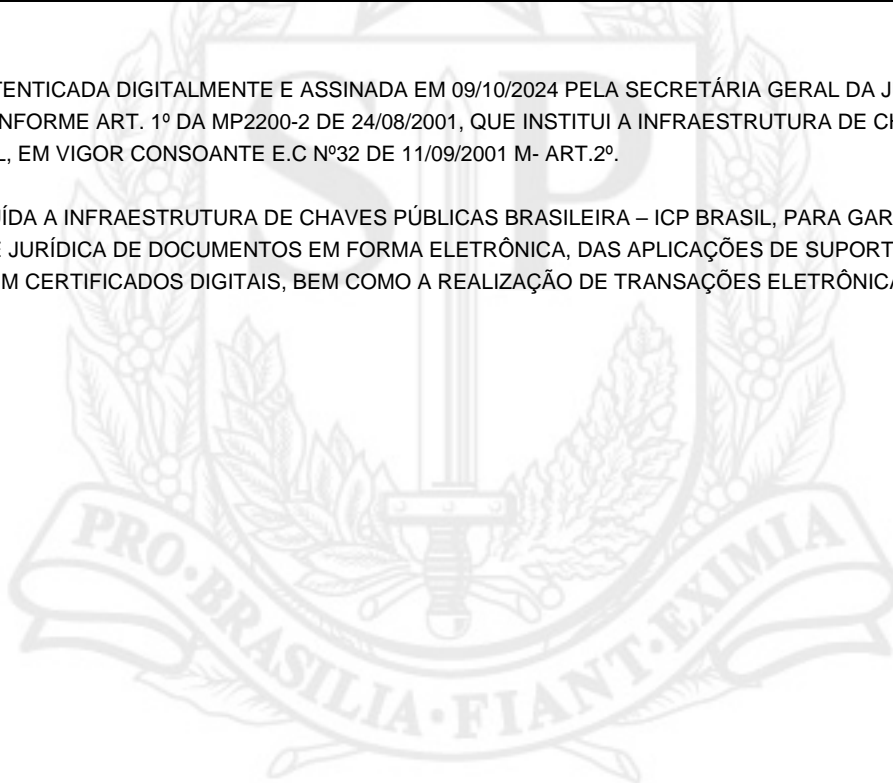 TENTICADA DIGITALMENTE E ASSINADA EM 09/10/2024 PELA SECRETÁRIA GERAL DA J
NFORME ART. 1º DA MP2200-2 DE 24/08/2001, QUE INSTITUI A INFRAESTRUTURA DE CH
L, EM VIGOR CONSOANTE E.C Nº32 DE 11/09/2001 M- ART.2º.
ÍDA A INFRAESTRUTURA DE CHAVES PÚBLICAS BRASILEIRA – ICP BRASIL, PARA GAR
E JURÍDICA DE DOCUMENTOS EM FORMA ELETRÔNICA, DAS APLICAÇÕES DE SUPORT
M CERTIFICADOS DIGITAIS, BEM COMO A REALIZAÇÃO DE TRANSAÇÕES ELETRÔNICA
SP
PRO·BRASILIA·FIANT·EXIMIA